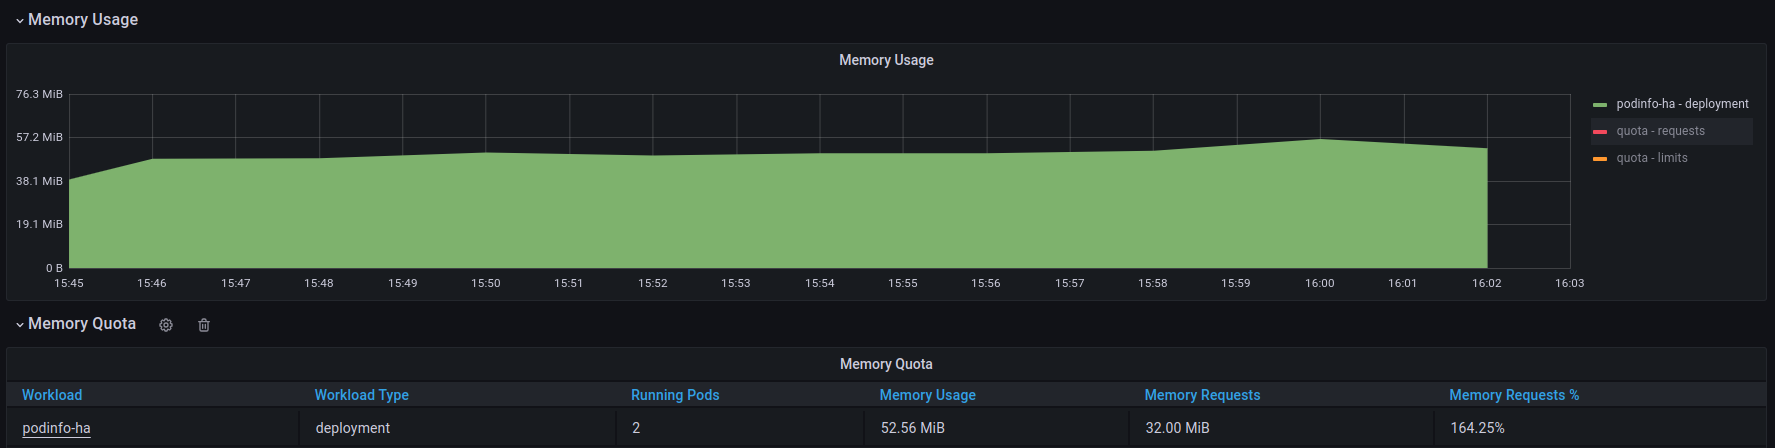 Memory Usage
Memory Usage
76.3 MiB
57.2 MiB
38.1 MiB
19.1 MiB
0 B
15:45 15:46 15:47 15:48 15:49 15:50 15:51 15:52 15:53 15:54 15:55 15:56 15:57 15:58 15:59 16:00 16:01 16:02 16:03
podinfo-ha - deployment
quota - requests
quota - limits
Memory Quota
Memory Quota
Workload Workload Type Running Pods Memory Usage Memory Requests Memory Requests %
podinfo-ha deployment 2 52.56 MiB 32.00 MiB 164.25%